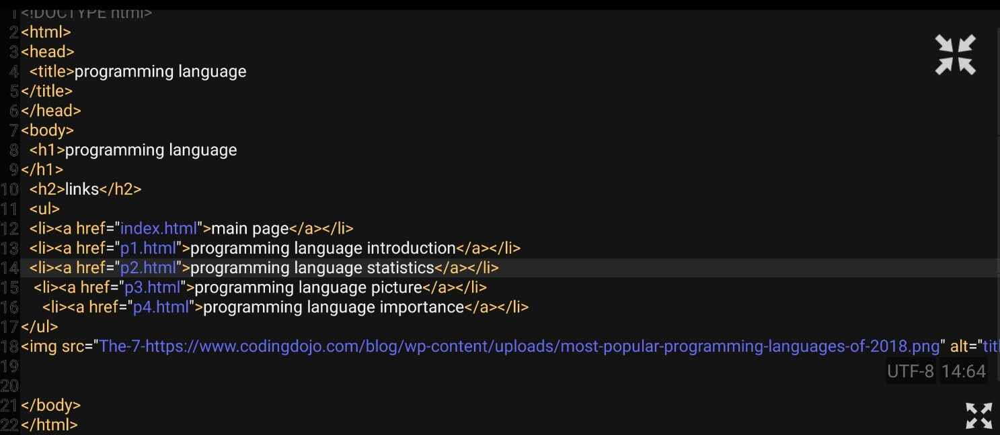 1<!DOCTYPE html>
2<html>
3<head>
4  <title>programming language
5</title>
6</head>
7<body>
8  <h1>programming language
9</h1>
10  <h2>links</h2>
11  <ul>
12  <li><a href="index.html">main page</a></li>
13  <li><a href="p1.html">programming language introduction</a></li>
14  <li><a href="p2.html">programming language statistics</a></li>
15   <li><a href="p3.html">programming language picture</a></li>
16     <li><a href="p4.html">programming language importance</a></li>
17</ul>
18<img src="The-7-https://www.codingdojo.com/blog/wp-content/uploads/most-popular-programming-languages-of-2018.png" alt="
19
UTF-8 14:64
20
21</body>
22</html>